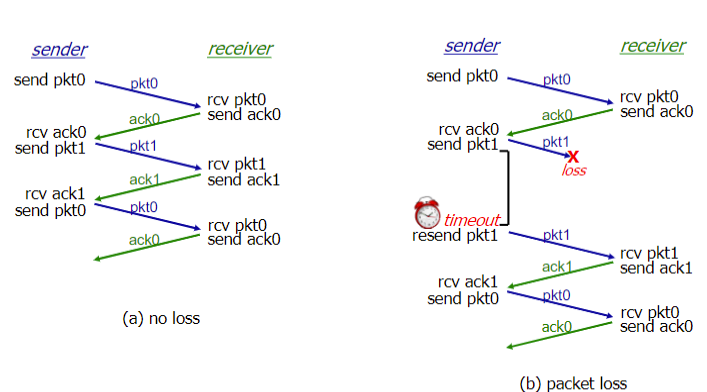 sender
receiver
send pkt0
pkt0
rcv pkt0
send ack0
ack0
rcv ack0
send pkt1
pkt1
rcv pkt1
send ack1
ack1
rcv ack1
send pkt0
pkt0
rcv pkt0
send ack0
ack0
(a) no loss
sender
receiver
send pkt0
pkt0
rcv pkt0
send ack0
ack0
rcv ack0
send pkt1
pkt1
X
loss
timeout
resend pkt1
pkt1
rcv pkt1
send ack1
ack1
rcv ack1
send pkt0
pkt0
rcv pkt0
send ack0
ack0
(b) packet loss